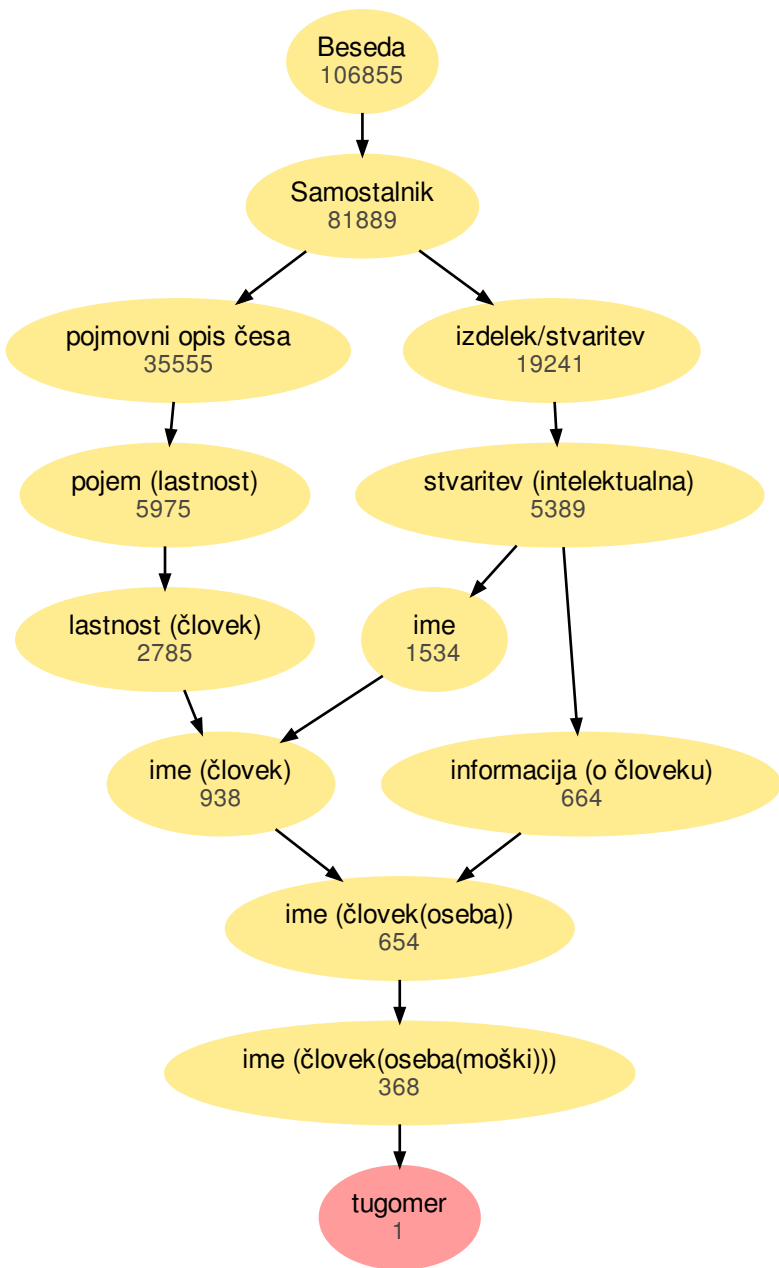 Beseda
106855
Samostalnik
81889
pojmovni opis česa
35555
izdelek/stvaritev
19241
pojem (lastnost)
5975
stvaritev (intelektualna)
5389
lastnost (človek)
2785
ime
1534
ime (človek)
938
informacija (o človeku)
664
ime (človek(oseba))
654
ime (človek(oseba(moški)))
368
tugomer
1